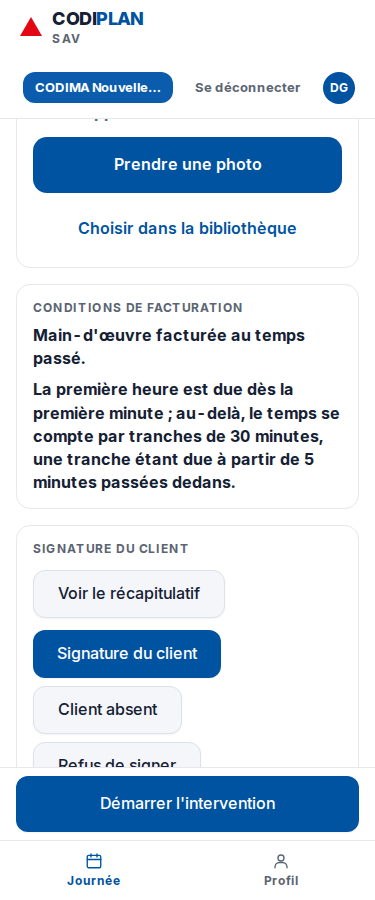 CODIPLAN
SAV
CODIMA Nouvelle…
Se déconnecter
DG
Prendre une photo
Choisir dans la bibliothèque
CONDITIONS DE FACTURATION
Main-d'œuvre facturée au temps
passé.
La première heure est due dès la
première minute ; au-delà, le temps se
compte par tranches de 30 minutes,
une tranche étant due à partir de 5
minutes passées dedans.
SIGNATURE DU CLIENT
Voir le récapitulatif
Signature du client
Client absent
Refus de signer
Démarrer l'intervention
Journée
Profil